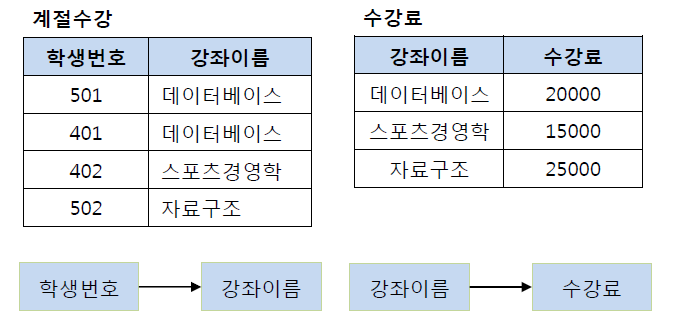 계절수강
학생번호 강좌이름
501 데이터베이스
401 데이터베이스
402 스포츠경영학
502 자료구조
수강료
강좌이름 수강료
데이터베이스 20000
스포츠경영학 15000
자료구조 25000
학생번호 강좌이름
강좌이름 수강료